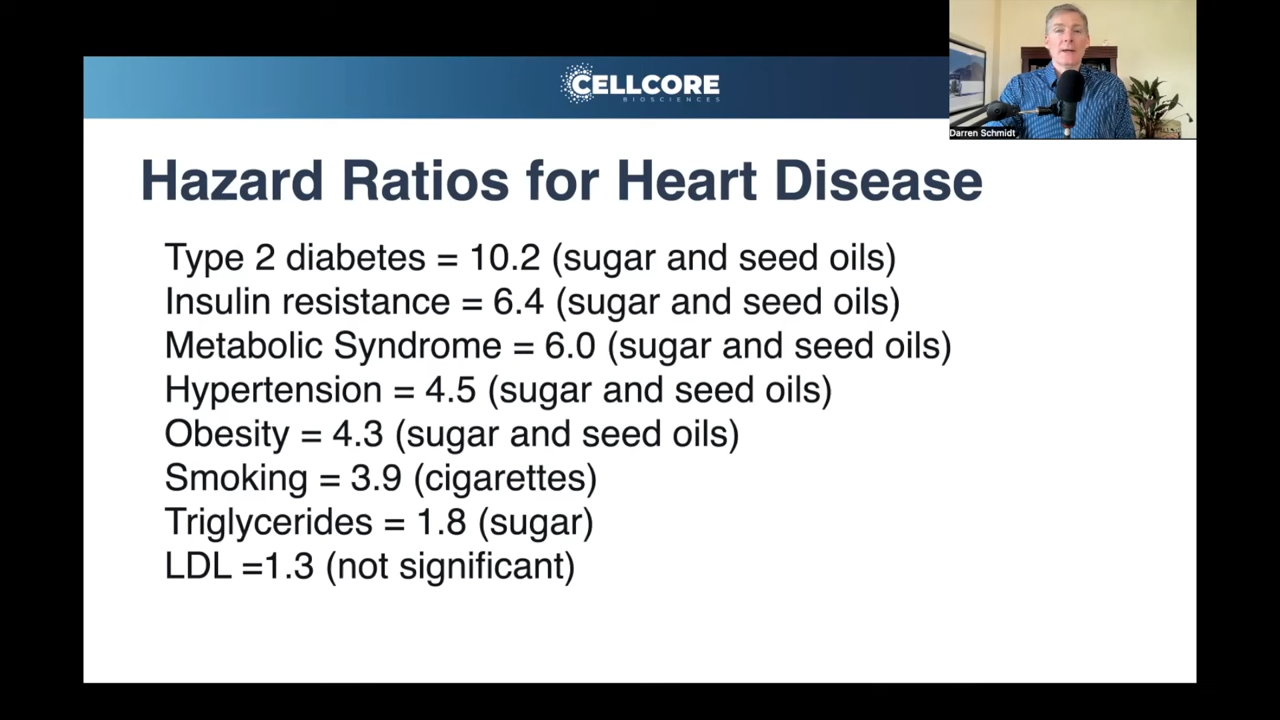 CELLCORE
BIOSCIENCES
Darren Schmidt
Hazard Ratios for Heart Disease
Type 2 diabetes = 10.2 (sugar and seed oils)
Insulin resistance = 6.4 (sugar and seed oils)
Metabolic Syndrome = 6.0 (sugar and seed oils)
Hypertension = 4.5 (sugar and seed oils)
Obesity = 4.3 (sugar and seed oils)
Smoking = 3.9 (cigarettes)
Triglycerides = 1.8 (sugar)
LDL =1.3 (not significant)